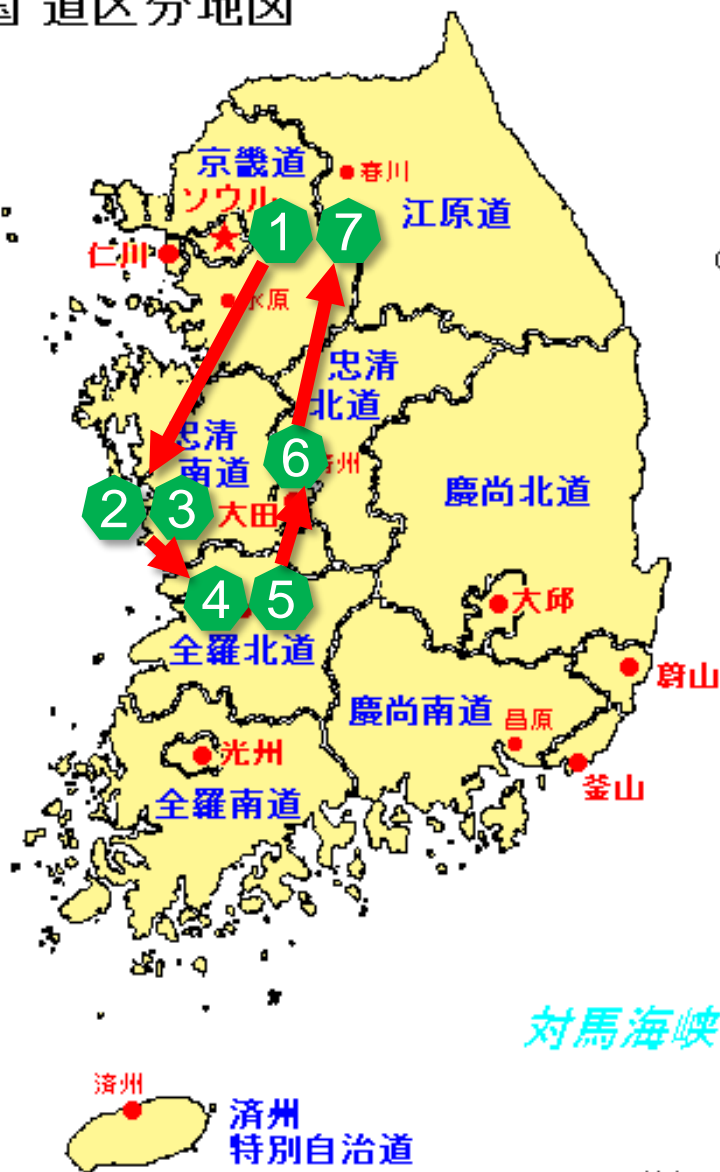 国 道区分地図
京畿道
春川
ソウル
江原道
1
7
仁川
水原
忠清
北道
忠清
南道
6
州
慶尚北道
2
3
大田
4
5
大邱
全羅北道
蔚山
慶尚南道
昌原
光州
釜山
全羅南道
対馬海峡
済州
済州
特別自治道